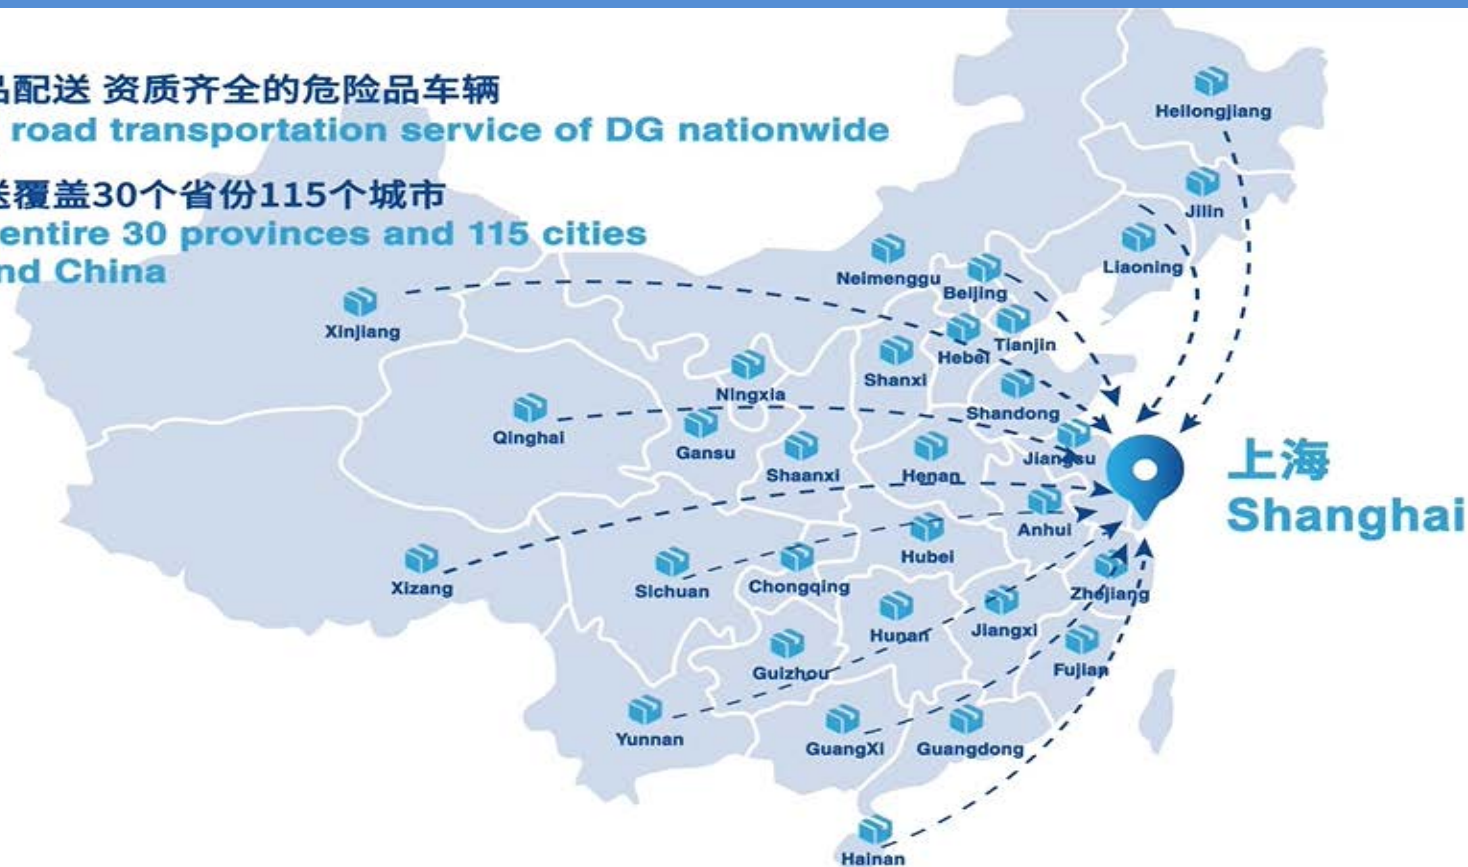 品配送 资质齐全的危险品车辆
road transportation service of DG nationwide
送覆盖30个省份115个城市
entire 30 provinces and 115 cities
nd China
Heilongjiang
Jilin
Liaoning
Neimenggu
Beijing
Xinjiang
Tianjin
Hebei
Shanxi
Ningxia
Shandong
Qinghai
Gansu
Jiangsu
Shaanxi
Henan
上海
Shanghai
Anhui
Hubei
Xizang
Sichuan
Chongqing
Zhejiang
Hunan
Jiangxi
Guizhou
Fujian
Yunnan
GuangXi
Guangdong
Hainan